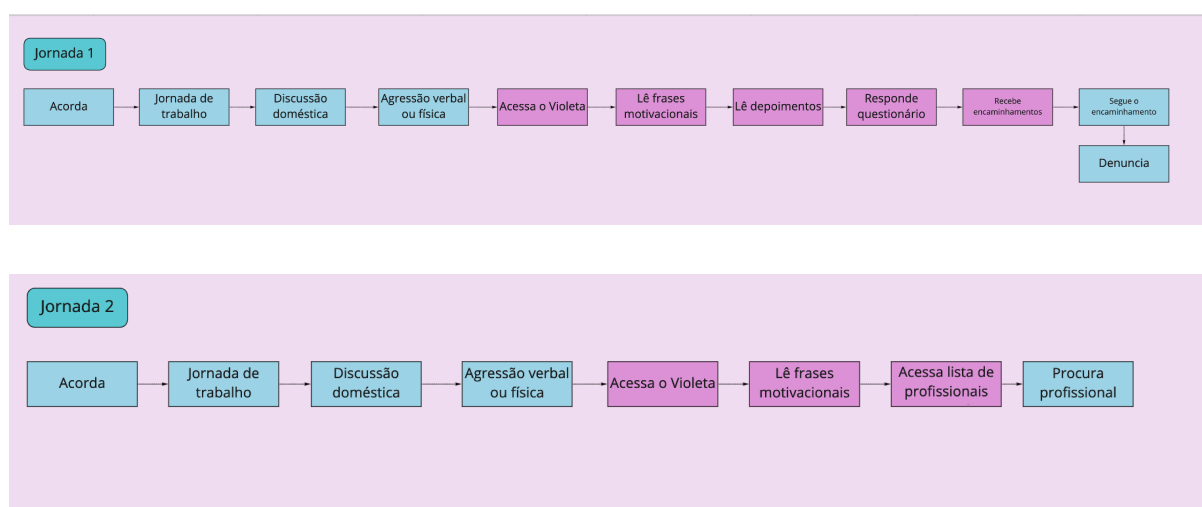 Jornada 1
Acorda
Jornada de
trabalho
Discussão
doméstica
Agressão verbal
ou física
Acessa o Violeta
Lê frases
motivacionais
Lê depoimentos
Responde
questionário
Recebe
encaminhamentos
Segue o
encaminhamento
Denuncia
Jornada 2
Acorda
Jornada de
trabalho
Discussão
doméstica
Agressão verbal
ou física
Acessa o Violeta
Lê frases
motivacionais
Acessa lista de
profissionais
Procura
profissional